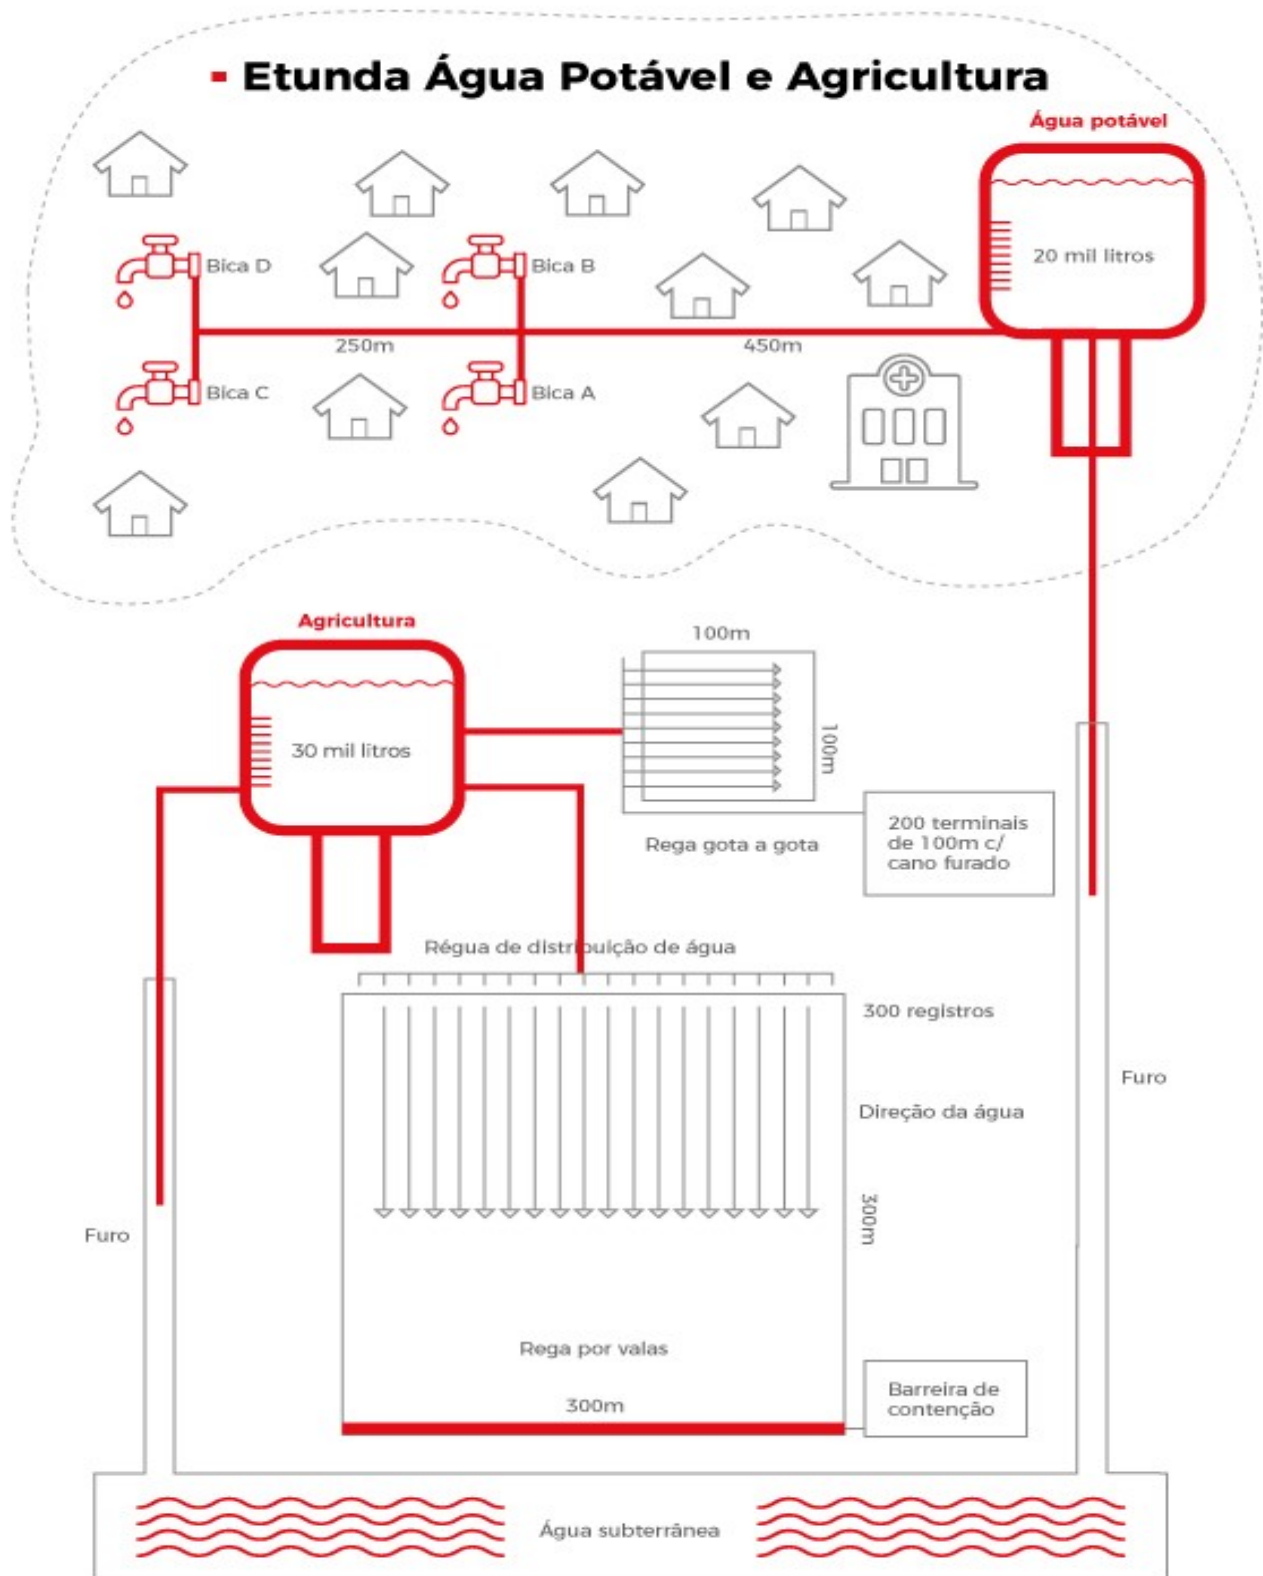 - Etunda Água Potável e Agricultura
Água potável
20 mil litros
Bica D
Bica B
250m
450m
Bica C
Bica A
Agricultura
30 mil litros
100m
100m
Rega gota a gota
200 terminais
de 100m c/
cano furado
Régua de distribuição de água
300 registros
Furo
Direção da água
300m
Furo
Rega por valas
300m
Barreira de
contenção
Água subterrânea